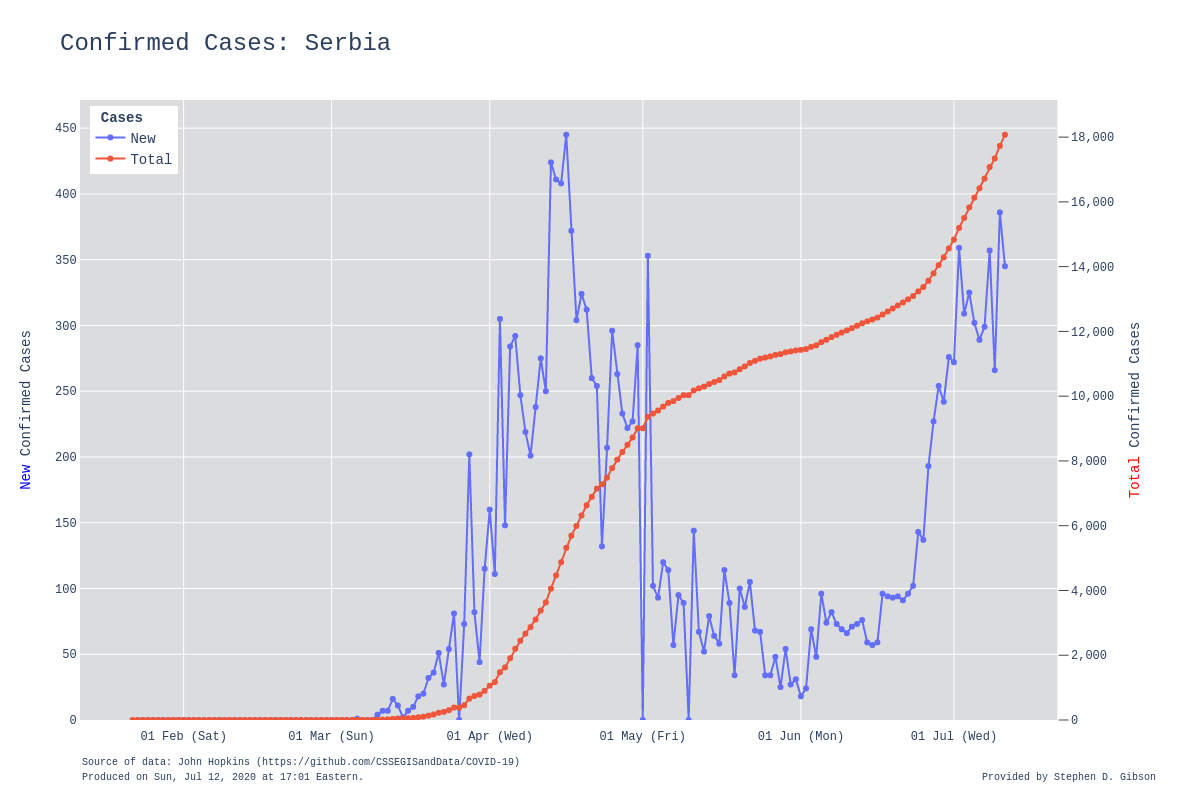 Confirmed Cases: Serbia
Cases
New
Total
450
400
350
300
250
200
150
100
50
0
18,000
16,000
14,000
12,000
10,000
8,000
6,000
4,000
2,000
0
New Confirmed Cases
Total Confirmed Cases
01 Feb (Sat)
01 Mar (Sun)
01 Apr (Wed)
01 May (Fri)
01 Jun (Mon)
01 Jul (Wed)
Source of data: John Hopkins (https://github.com/CSSEGISandData/COVID-19)
Produced on Sun, Jul 12, 2020 at 17:01 Eastern.
Provided by Stephen D. Gibson